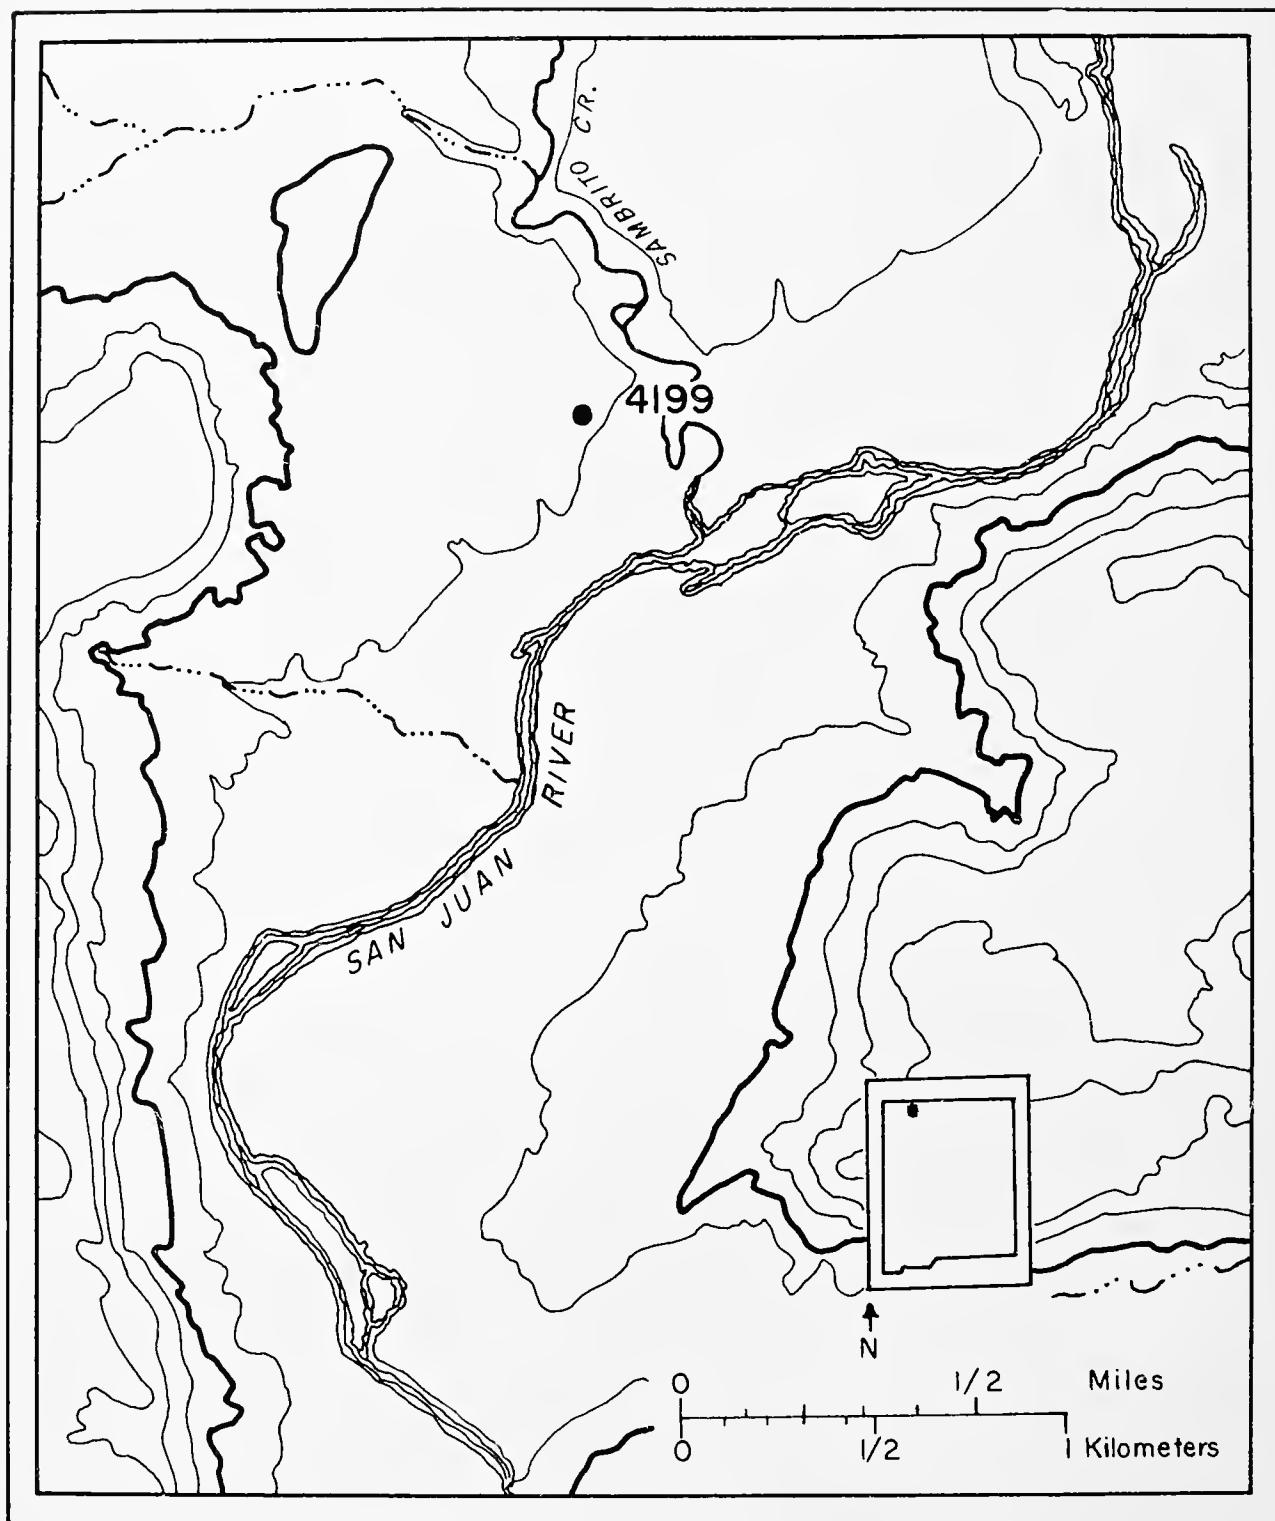 SAMBRITO CR.
4199
SAN JUAN RIVER
N
0 1/2 Miles
0 1/2 1 Kilometers